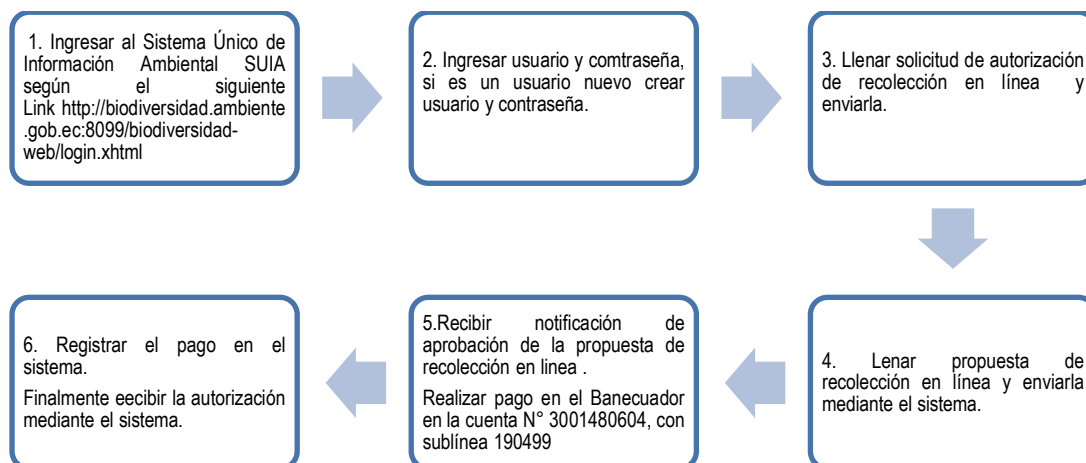 1. Ingresar al Sistema Único de
Información Ambiental SUIA
según el siguiente
Link http://biodiversidad.ambiente
.gob.ec:8099/biodiversidad-
web/login.xhtml
2. Ingresar usuario y comtraseña,
si es un usuario nuevo crear
usuario y contraseña.
3. Llenar solicitud de autorización
de recolección en línea y
enviarla.
4. Lenar propuesta de
recolección en línea y enviarla
mediante el sistema.
5.Recibir notificación de
aprobación de la propuesta de
recolección en linea .
Realizar pago en el Banecuador
en la cuenta N° 3001480604, con
sublínea 190499
6. Registrar el pago en el
sistema.
Finalmente eecibir la autorización
mediante el sistema.